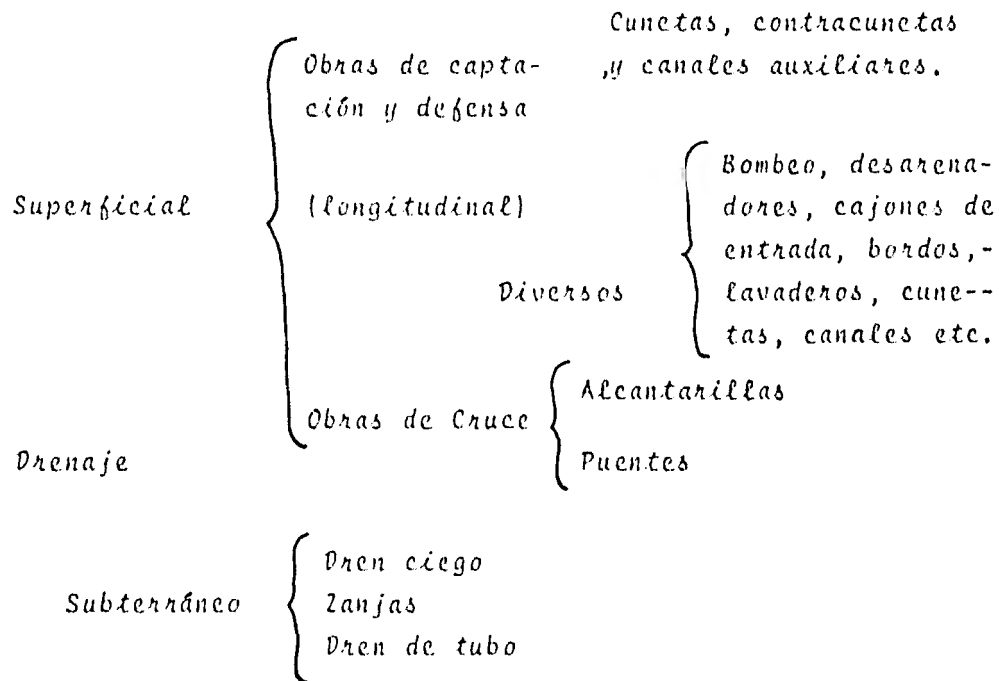 Cunetas, contracunetas
,y canales auxiliares.
Obras de capta-
ción y defensa
Superficial
(longitudinal)
Diversos
Bombeo, desarena-
dores, cajones de
entrada, bordos,-
lavaderos, cune--
tas, canales etc.
Obras de Cruce
Alcantarillas
Puentes
Drenaje
Subterráneo
Dren ciego
Zanjas
Dren de tubo